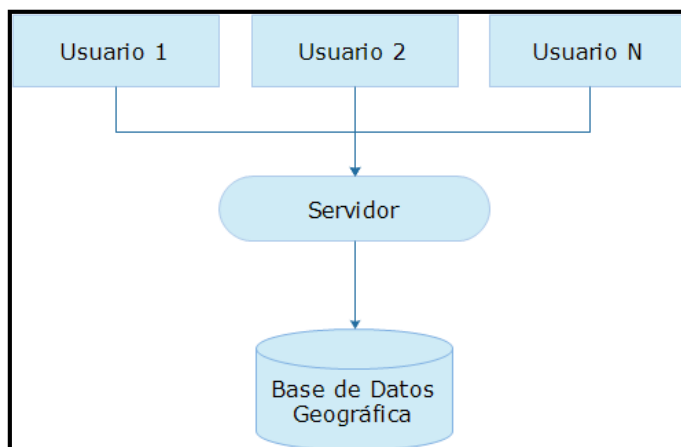 Usuario 1
Usuario 2
Usuario N
Servidor
Base de Datos
Geográfica